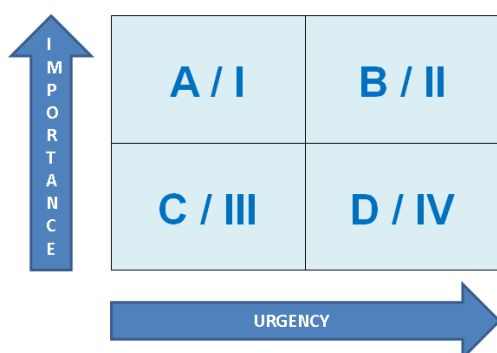 IMPORTANCE
A / I
B / II
C / III
D / IV
URGENCY